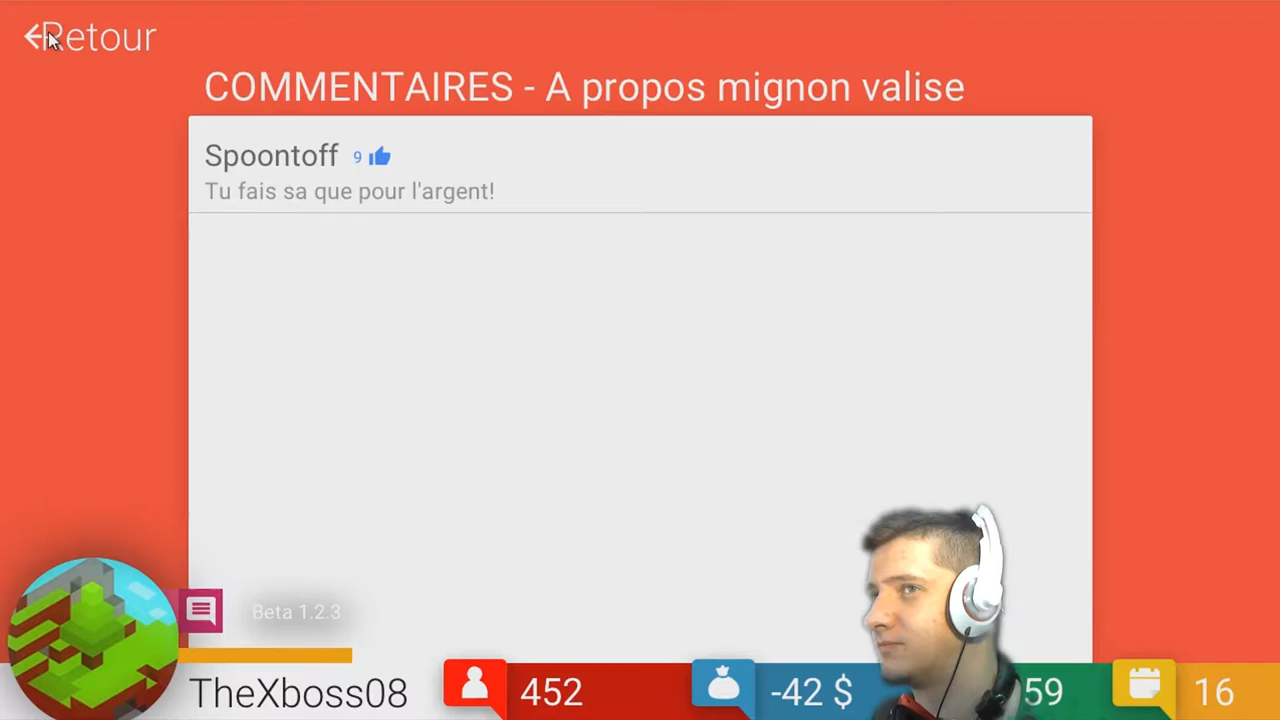 Retour
COMMENTAIRES - A propos mignon valise
Spoontoff 9
Tu fais sa que pour l'argent!
Beta 1.2.3
TheXboss08 452 -42 $ 59 16